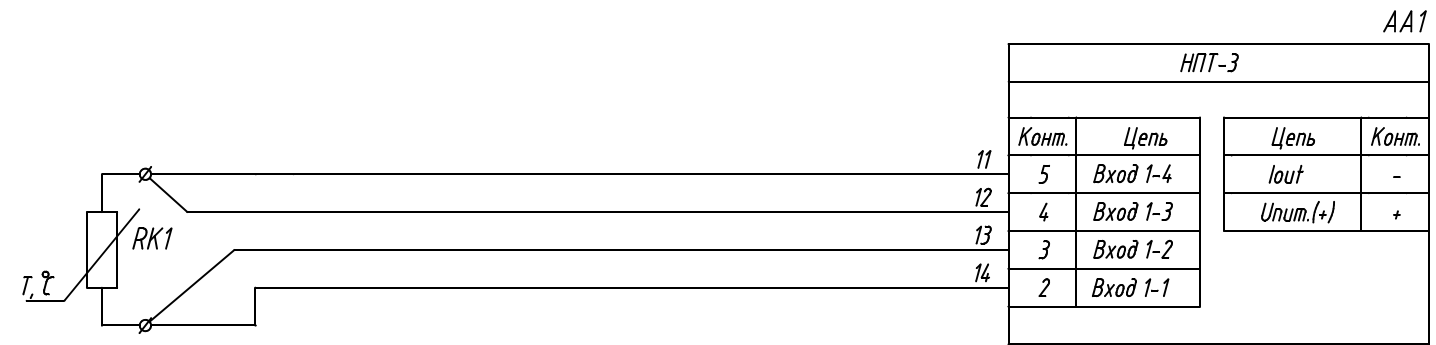 AA1
НПТ-3
Конт. Цепь Цепь Конт.
11 5 Вход 1-4 Iout -
12 4 Вход 1-3 Uпит.(+) +
13 3 Вход 1-2
14 2 Вход 1-1
RK1
T, °C